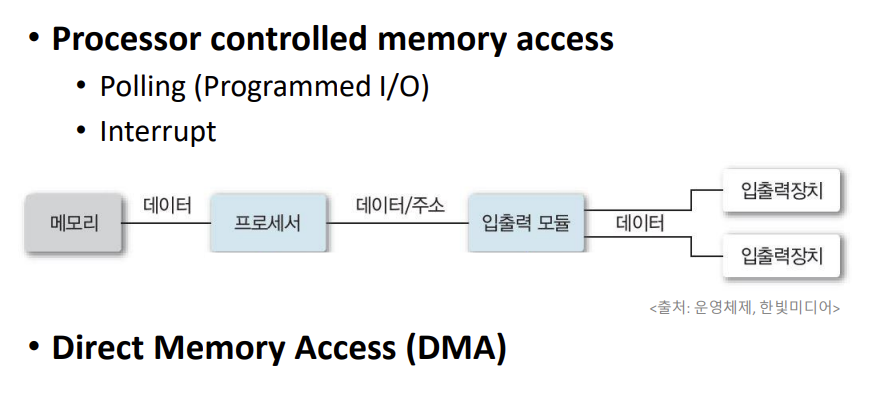 • Processor controlled memory access
• Polling (Programmed I/O)
• Interrupt
메모리 데이터 프로세서 데이터/주소 입출력 모듈 데이터 입출력장치
입출력장치
<출처: 운영체제, 한빛미디어>
• Direct Memory Access (DMA)